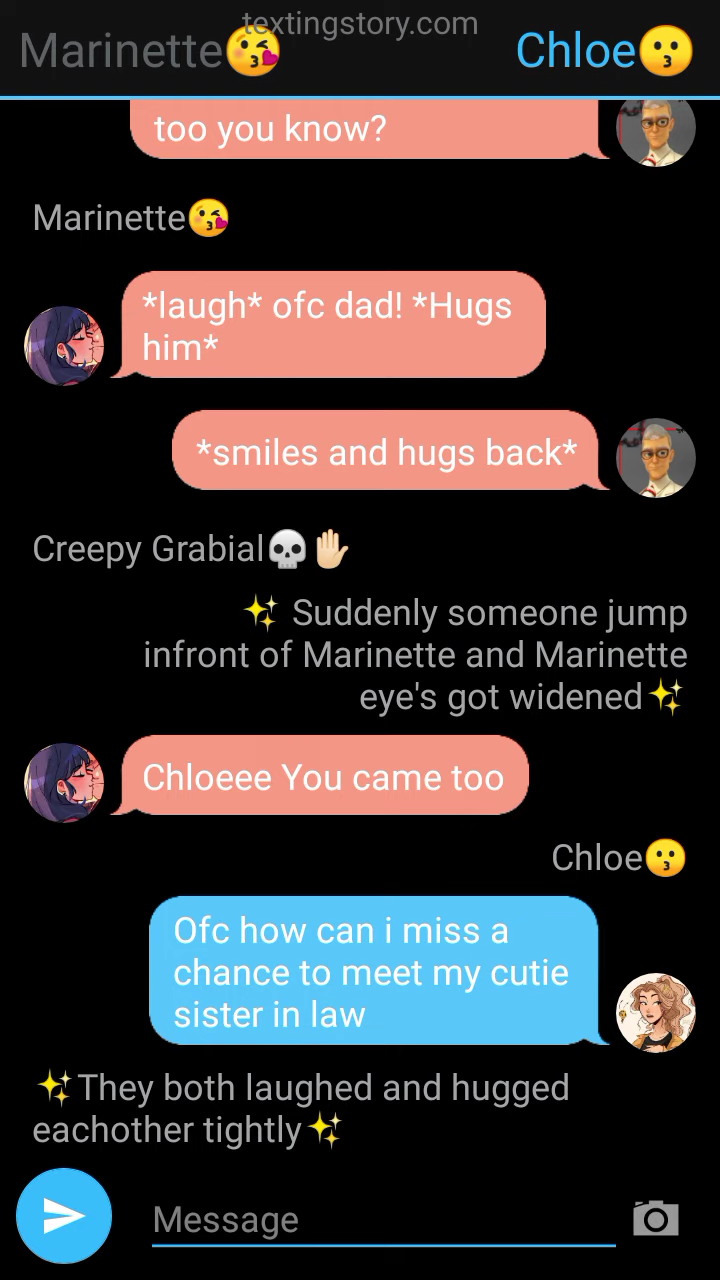 textingstory.com
Marinette😘 Chloe😗
too you know?
Marinette😘
*laugh* ofc dad! *Hugs
him*
*smiles and hugs back*
Creepy Grabial💀🤚🏻
✨ Suddenly someone jump
infront of Marinette and Marinette
eye's got widened✨
Chloeee You came too
Chloe😗
Ofc how can i miss a
chance to meet my cutie
sister in law
✨They both laughed and hugged
eachother tightly✨
Message